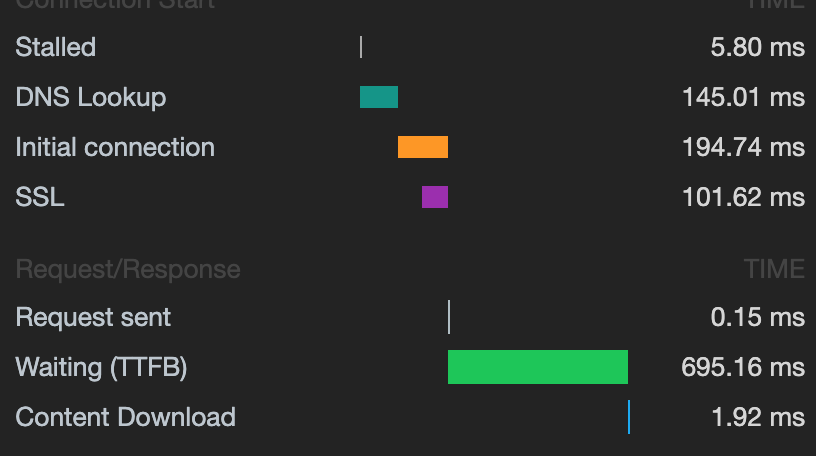 Connection Start TIME
Stalled 5.80 ms
DNS Lookup 145.01 ms
Initial connection 194.74 ms
SSL 101.62 ms
Request/Response TIME
Request sent 0.15 ms
Waiting (TTFB) 695.16 ms
Content Download 1.92 ms